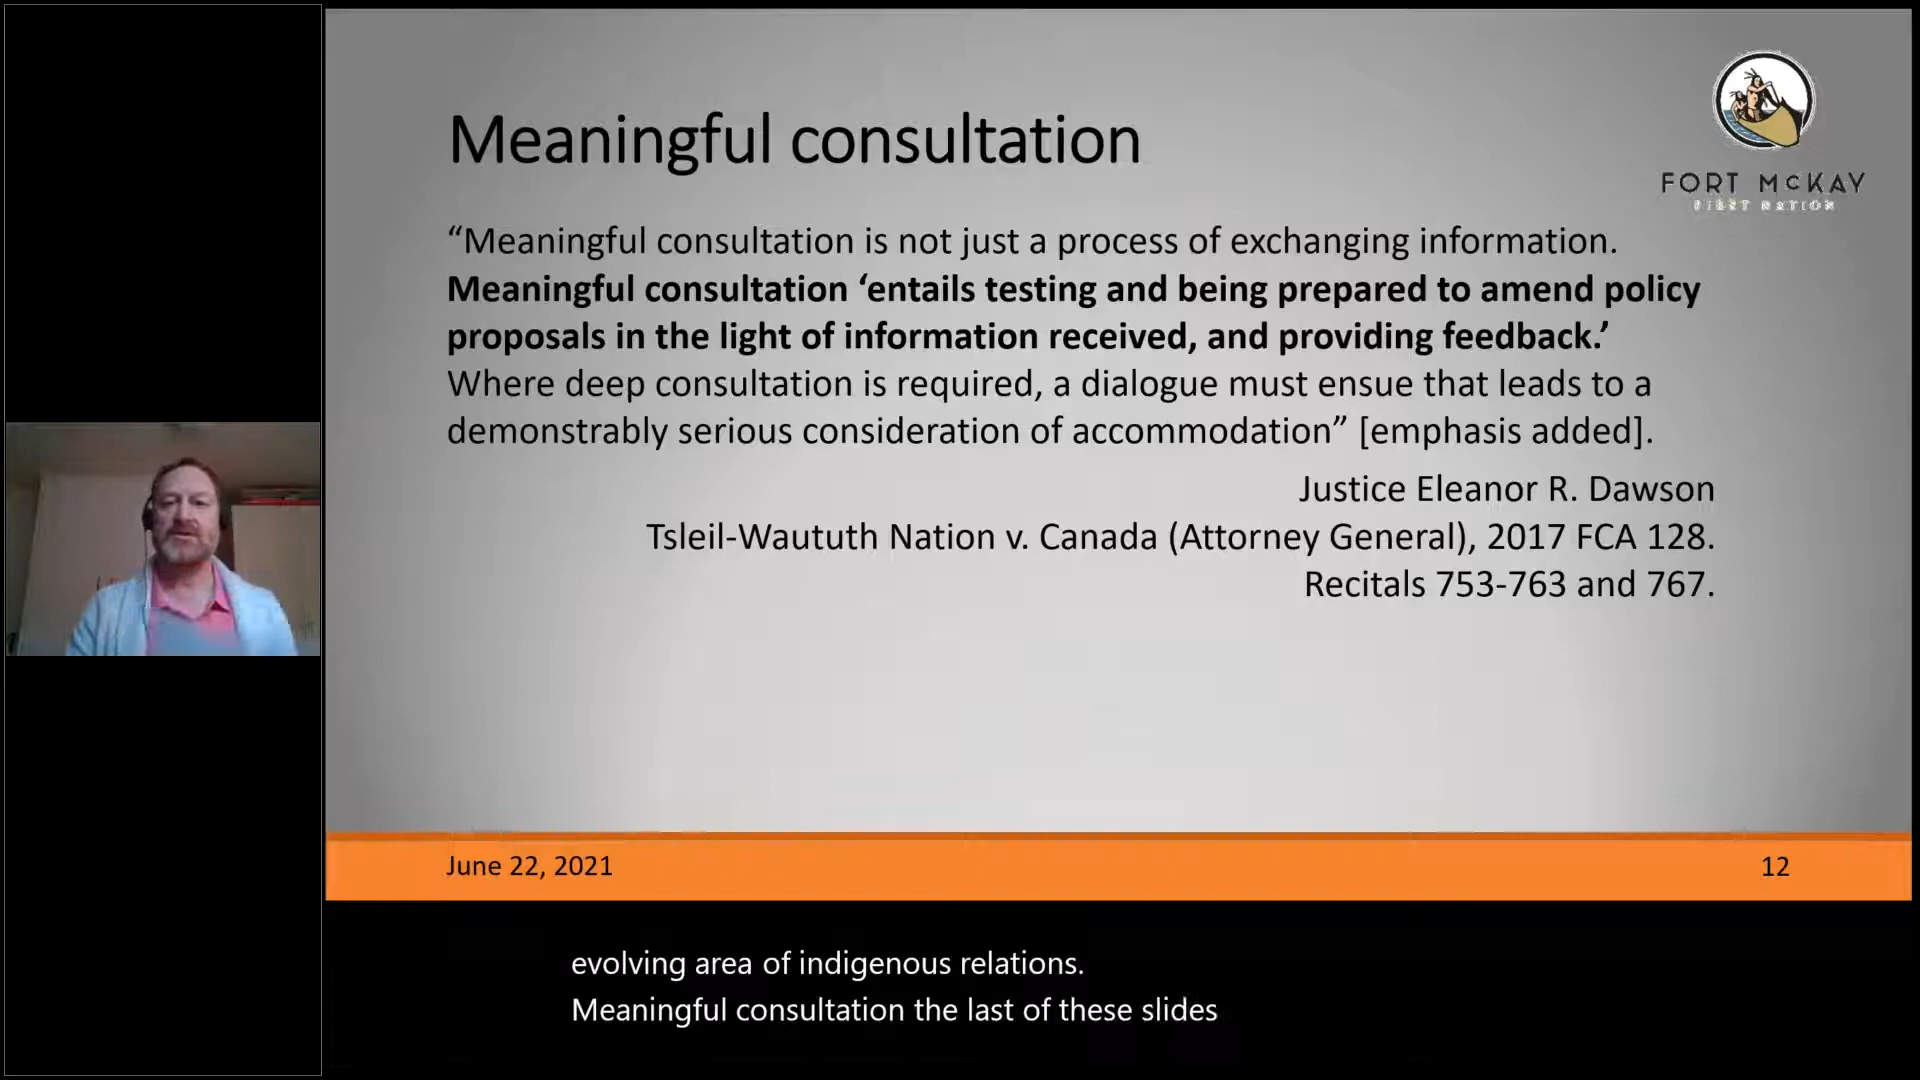 FORT McKAY
FIRST NATION
Meaningful consultation
“Meaningful consultation is not just a process of exchanging information.
Meaningful consultation ‘entails testing and being prepared to amend policy
proposals in the light of information received, and providing feedback.’
Where deep consultation is required, a dialogue must ensue that leads to a
demonstrably serious consideration of accommodation” [emphasis added].
Justice Eleanor R. Dawson
Tsleil-Waututh Nation v. Canada (Attorney General), 2017 FCA 128.
Recitals 753-763 and 767.
June 22, 2021
12
evolving area of indigenous relations.
Meaningful consultation the last of these slides